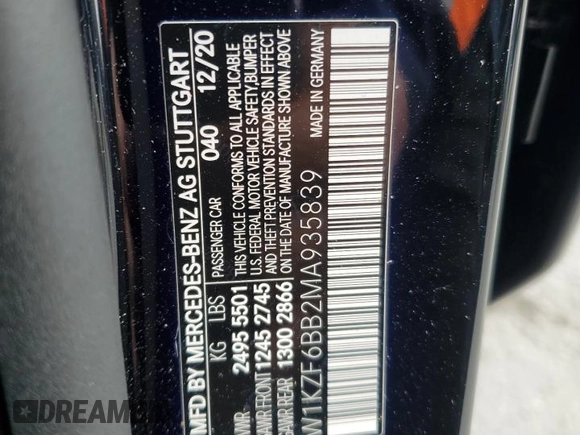 MFD BY MERCEDES-BENZ AG STUTTGART
040 12/20
PASSENGER CAR
KG LBS
2495 5501
GAWR FRONT 1245 2745
GAWR REAR 1300 2866
THIS VEHICLE CONFORMS TO ALL APPLICABLE
U.S. FEDERAL MOTOR VEHICLE SAFETY,BUMPER
AND THEFT PREVENTION STANDARDS IN EFFECT
ON THE DATE OF MANUFACTURE SHOWN ABOVE
W1KZF6BB2MA935839
MADE IN GERMANY